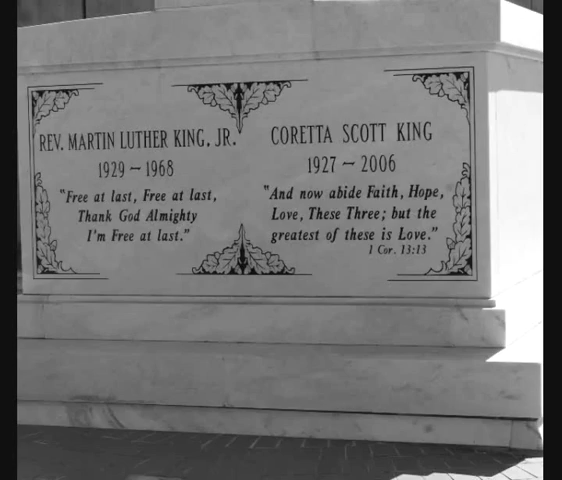 REV. MARTIN LUTHER KING, JR.
1929 ~ 1968
"Free at last, Free at last,
Thank God Almighty
I'm Free at last."
CORETTA SCOTT KING
1927 ~ 2006
"And now abide Faith, Hope,
Love, These Three; but the
greatest of these is Love."
1 Cor. 13:13